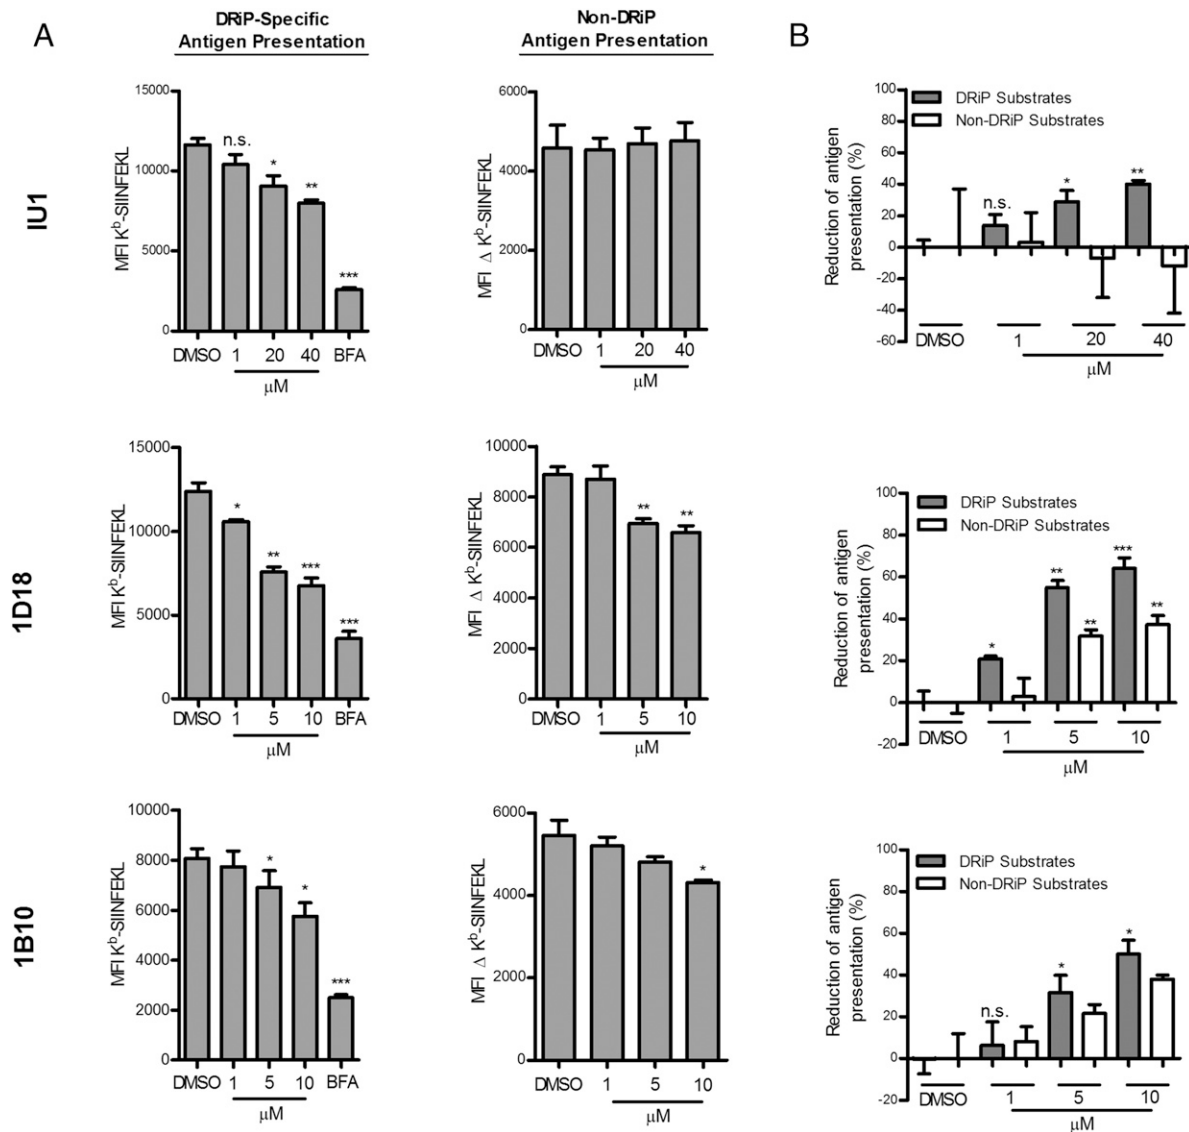 A
DRiP-Specific
Antigen Presentation
Non-DRiP
Antigen Presentation
B
IU1
MFI Kᵇ-SIINFEKL
15000
10000
5000
0
n.s.
*
**
***
DMSO 1 20 40 BFA
μM
MFI Δ Kᵇ-SIINFEKL
6000
4000
2000
0
DMSO 1 20 40
μM
Reduction of antigen
presentation (%)
100
80
60
40
20
0
-20
-40
-60
DRiP Substrates
Non-DRiP Substrates
n.s.
*
**
DMSO 1 20 40
μM
1D18
MFI Kᵇ-SIINFEKL
15000
10000
5000
0
*
**
***
***
DMSO 1 5 10 BFA
μM
MFI Δ Kᵇ-SIINFEKL
10000
8000
6000
4000
2000
0
**
**
DMSO 1 5 10
μM
Reduction of antigen
presentation (%)
100
80
60
40
20
0
-20
DRiP Substrates
Non-DRiP Substrates
*
**
**
***
**
DMSO 1 5 10
μM
1B10
MFI Kᵇ-SIINFEKL
10000
8000
6000
4000
2000
0
*
*
***
DMSO 1 5 10 BFA
μM
MFI Δ Kᵇ-SIINFEKL
6000
4000
2000
0
*
DMSO 1 5 10
μM
Reduction of antigen
presentation (%)
100
80
60
40
20
0
-20
DRiP Substrates
Non-DRiP Substrates
n.s.
*
*
DMSO 1 5 10
μM